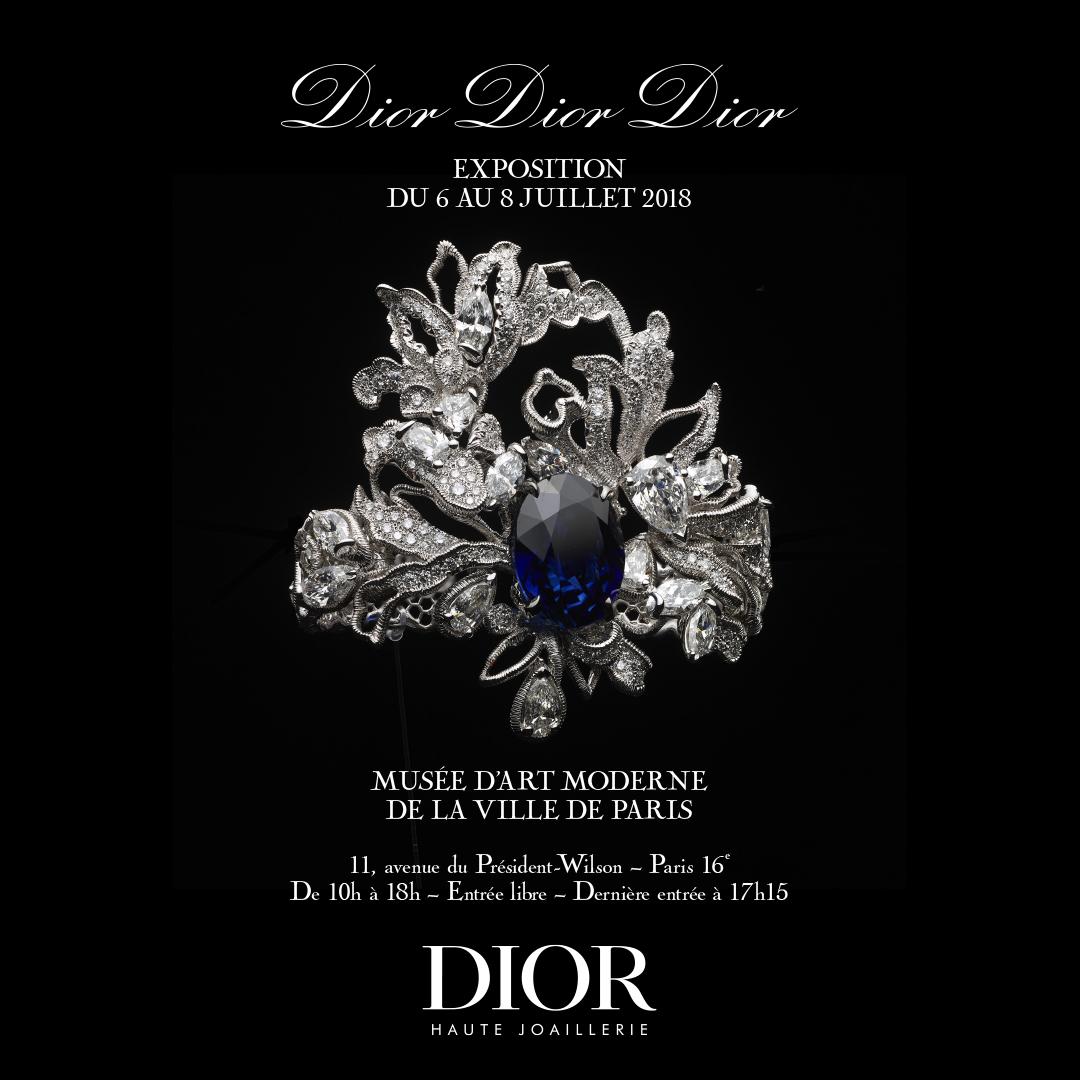 Dior Dior Dior
EXPOSITION
DU 6 AU 8 JUILLET 2018
MUSÉE D'ART MODERNE
DE LA VILLE DE PARIS
11, avenue du Président-Wilson – Paris 16e
De 10h à 18h – Entrée libre – Dernière entrée à 17h15
DIOR
HAUTE JOAILLERIE